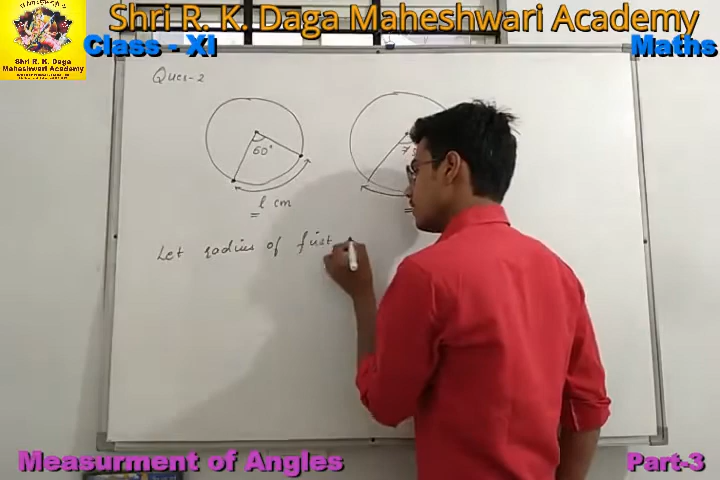 Shri R. K. Daga Maheshwari Academy
Shri R. K. Daga
Maheshwari Academy
Class - XI
Maths
Ques-2
60°
l cm
Let radius of first
Measurment of Angles
Part-3